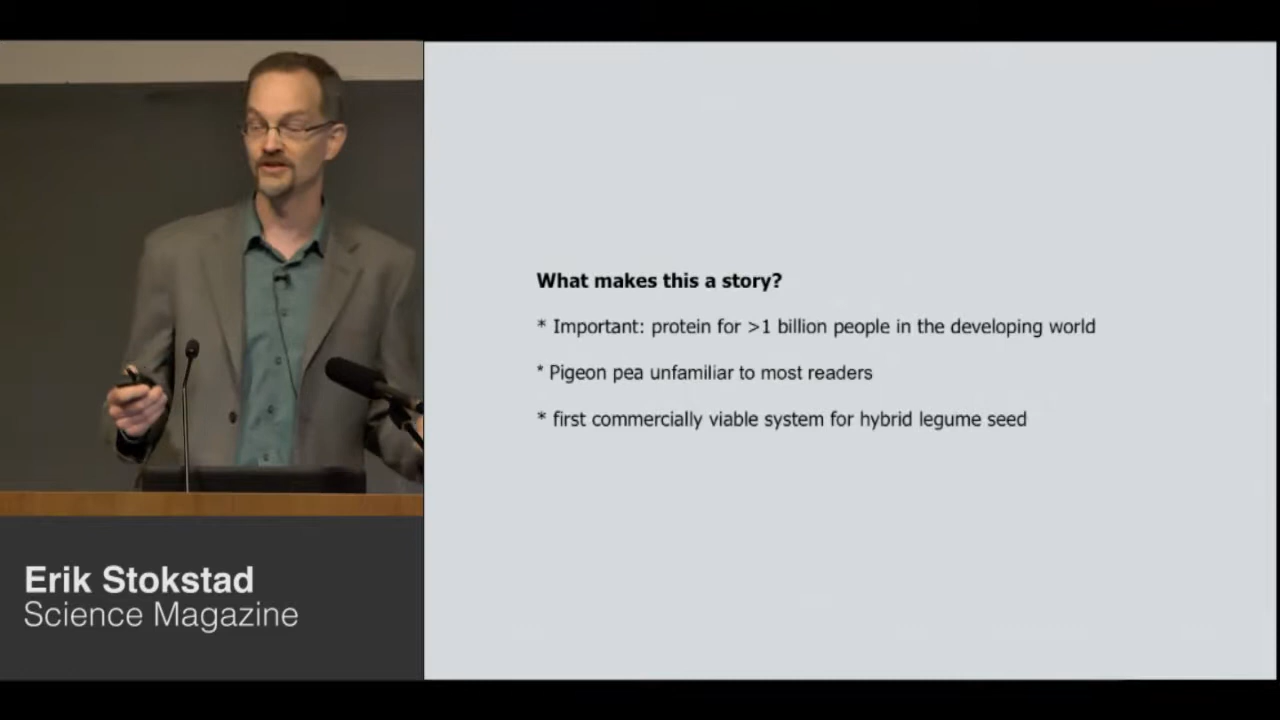 What makes this a story?
* Important: protein for >1 billion people in the developing world
* Pigeon pea unfamiliar to most readers
* first commercially viable system for hybrid legume seed
Erik Stokstad
Science Magazine